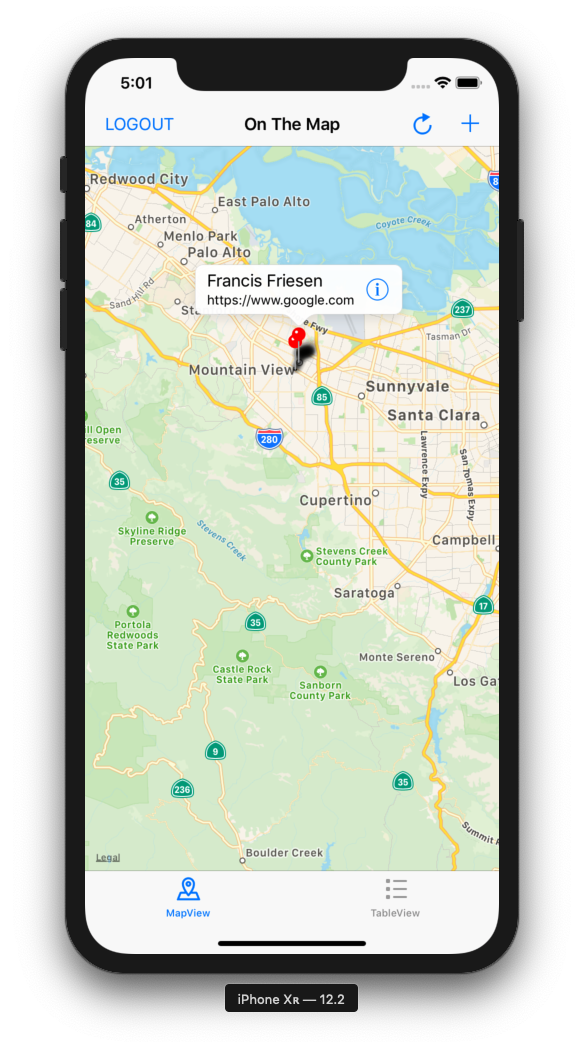 5:01
LOGOUT
On The Map
Redwood City
East Palo Alto
84
Atherton
Coyote Creek
Menlo Park
Palo Alto
Francis Friesen
https://www.google.com
i
Sand Hill Rd
Sta
237
e Fwy
Tasman Dr
Mountain View
Sunnyvale
85
Santa Clara
ill Open
reserve
280
Lawrence Expy
San Tomas Expy
35
Cupertino
Skyline Ridge
Preserve
Stevens Creek
Campbell
Stevens Creek
County Park
Saratoga
17
Portola
Redwoods
State Park
35
Monte Sereno
Castle Rock
State Park
Sanborn
County Park
Los Ga
9
236
35
Summit R
Boulder Creek
Legal
MapView
TableView
iPhone Xʀ — 12.2